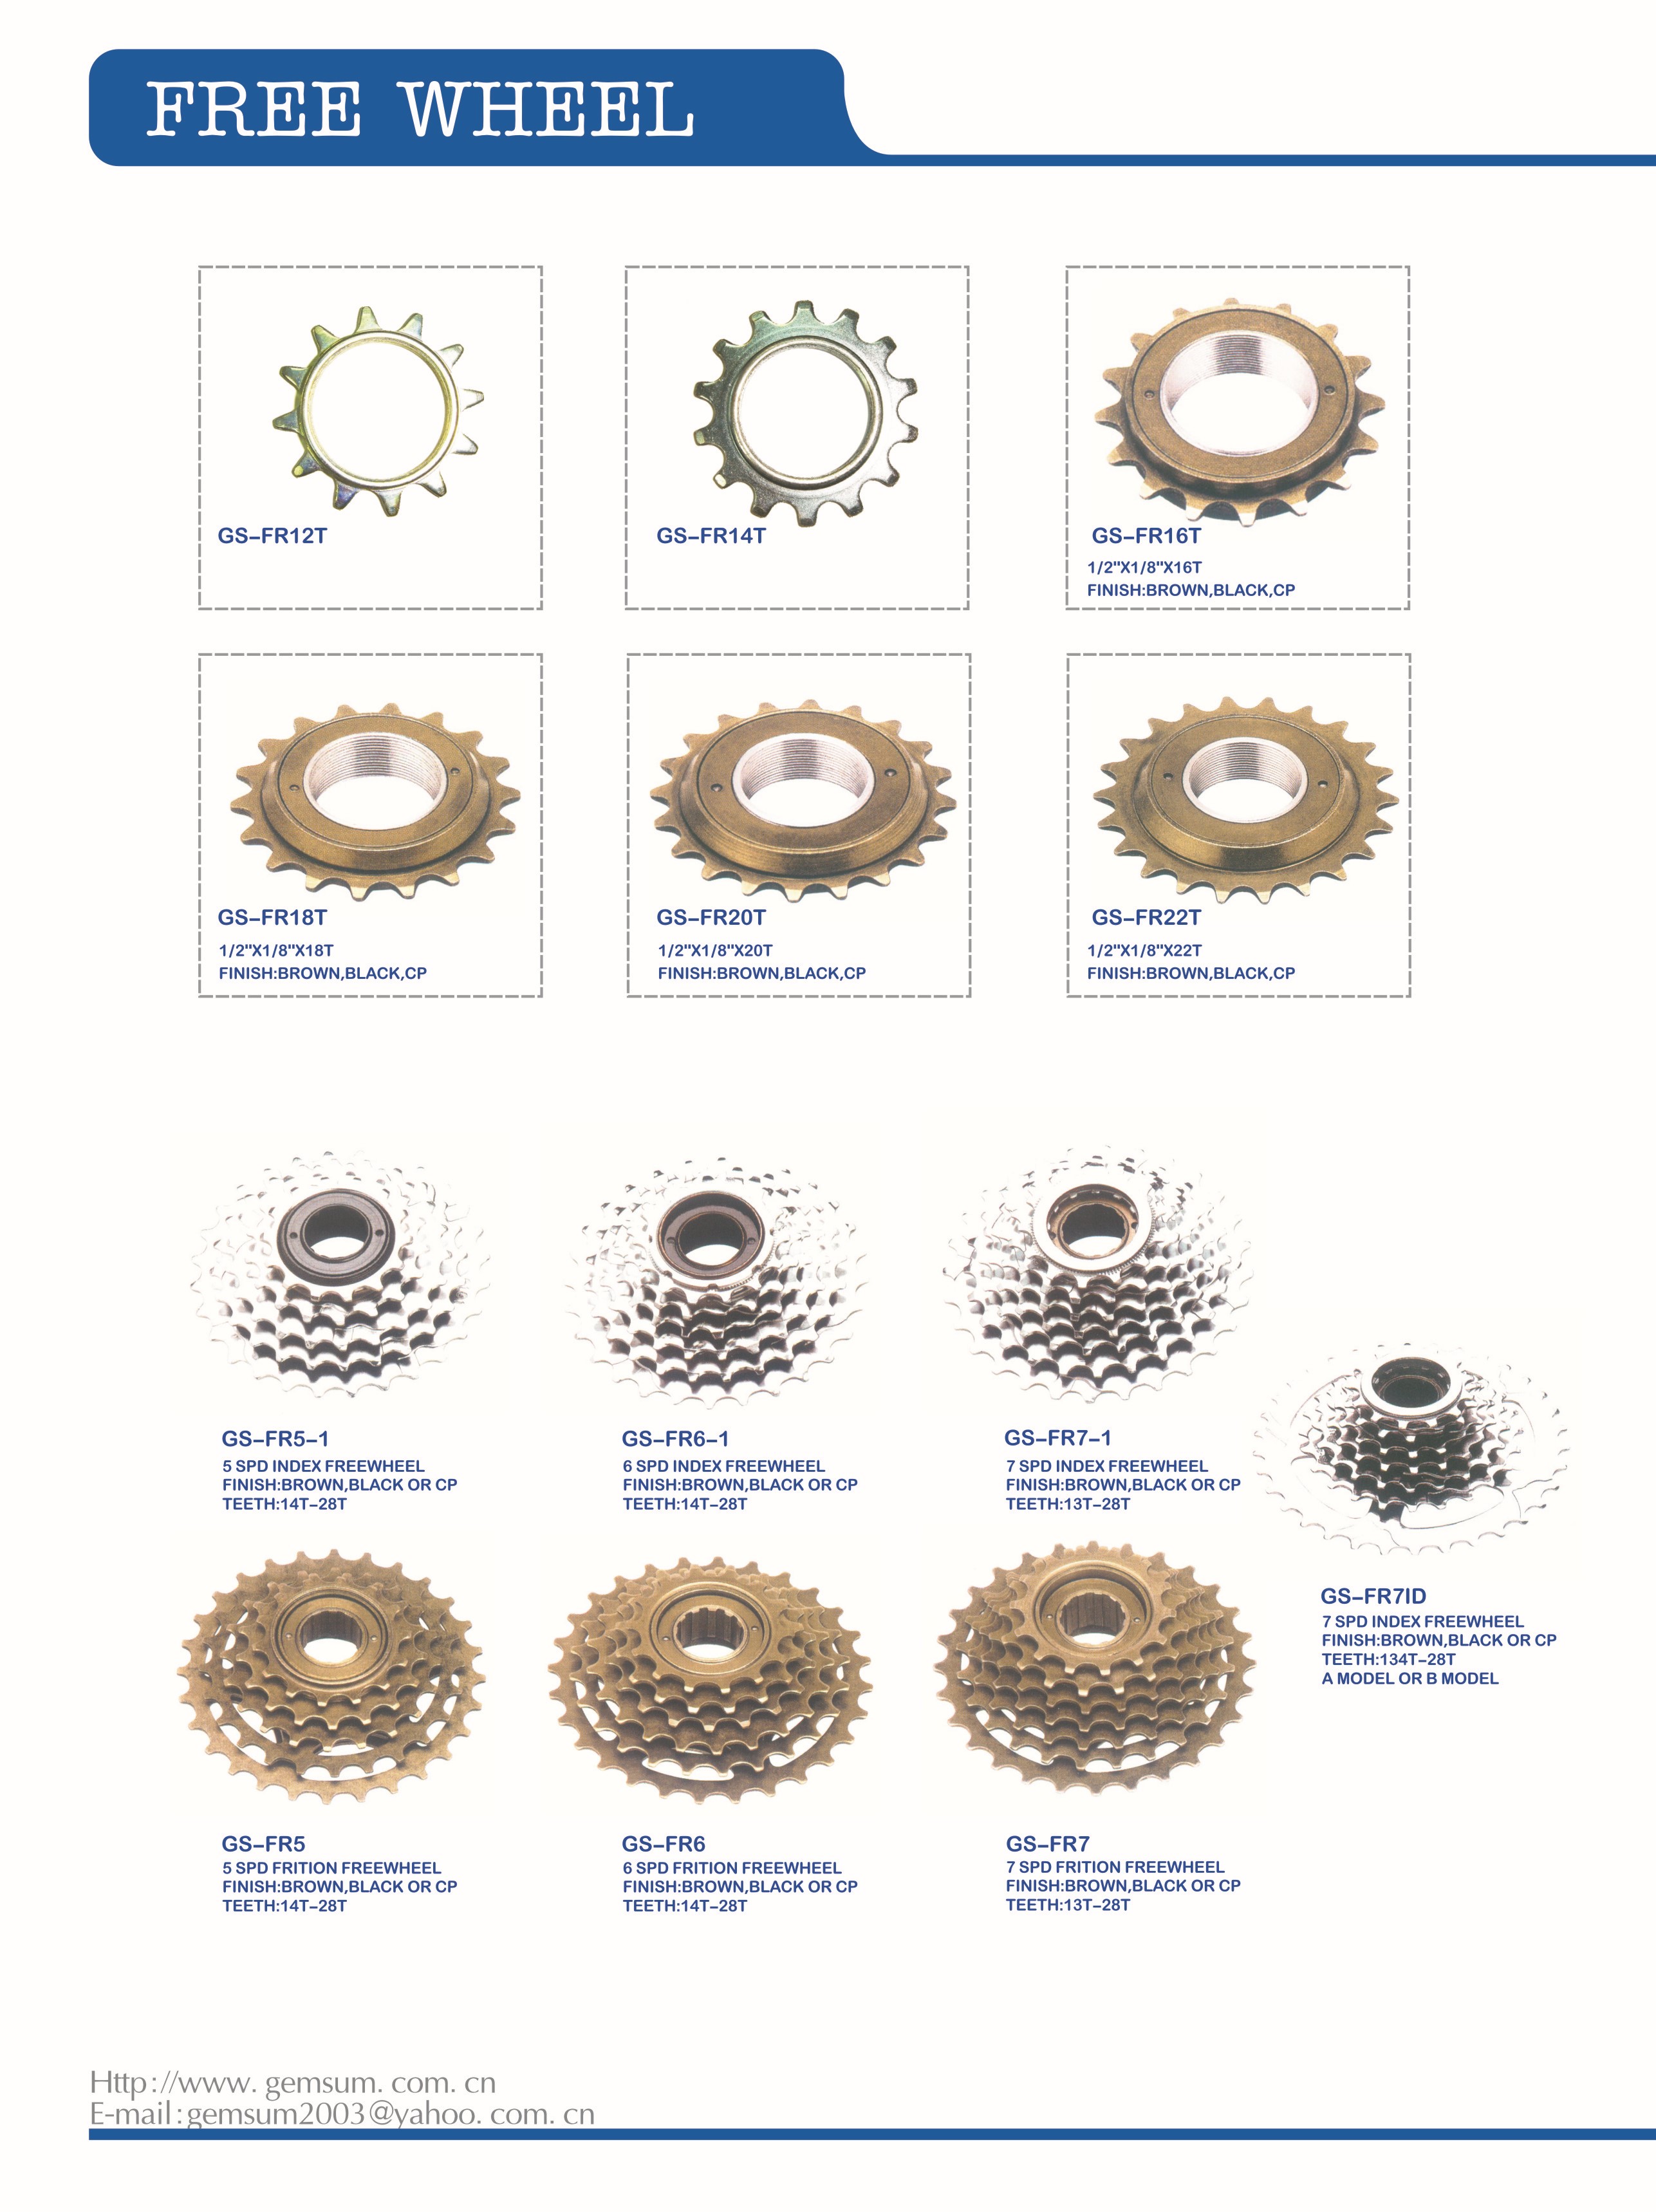 FREE WHEEL
GS–FR12T
GS–FR14T
GS–FR16T
1/2"X1/8"X16T
FINISH:BROWN,BLACK,CP
GS–FR18T
1/2"X1/8"X18T
FINISH:BROWN,BLACK,CP
GS–FR20T
1/2"X1/8"X20T
FINISH:BROWN,BLACK,CP
GS–FR22T
1/2"X1/8"X22T
FINISH:BROWN,BLACK,CP
GS–FR5–1
5 SPD INDEX FREEWHEEL
FINISH:BROWN,BLACK OR CP
TEETH:14T–28T
GS–FR6–1
6 SPD INDEX FREEWHEEL
FINISH:BROWN,BLACK OR CP
TEETH:14T–28T
GS–FR7–1
7 SPD INDEX FREEWHEEL
FINISH:BROWN,BLACK OR CP
TEETH:13T–28T
GS–FR7ID
7 SPD INDEX FREEWHEEL
FINISH:BROWN,BLACK OR CP
TEETH:134T–28T
A MODEL OR B MODEL
GS–FR5
5 SPD FRITION FREEWHEEL
FINISH:BROWN,BLACK OR CP
TEETH:14T–28T
GS–FR6
6 SPD FRITION FREEWHEEL
FINISH:BROWN,BLACK OR CP
TEETH:14T–28T
GS–FR7
7 SPD FRITION FREEWHEEL
FINISH:BROWN,BLACK OR CP
TEETH:13T–28T
Http://www. gemsum. com. cn
E-mail:gemsum2003@yahoo. com. cn